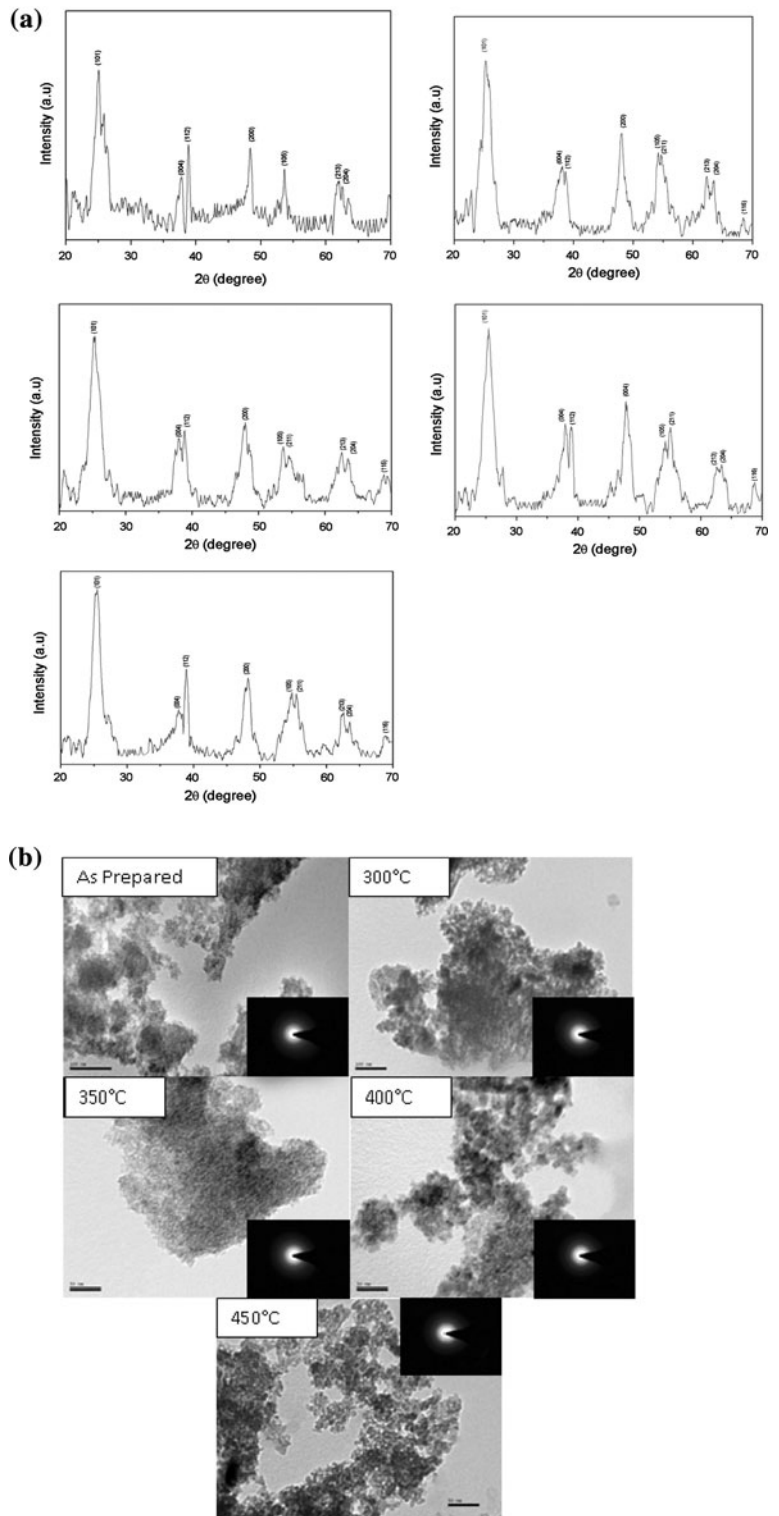 (a)
Intensity (a.u)
(101)
(004)
(112)
(200)
(105)
(213)
(204)
20 30 40 50 60 70
2θ (degree)
Intensity (a.u)
(101)
(004)
(112)
(200)
(105)
(211)
(213)
(204)
(116)
20 30 40 50 60 70
2θ (degree)
Intensity (a.u)
(101)
(004)
(112)
(200)
(105)
(211)
(213)
(204)
(116)
20 30 40 50 60 70
2θ (degree)
Intensity (a.u)
(101)
(004)
(112)
(004)
(105)
(211)
(213)
(204)
(116)
20 30 40 50 60 70
2θ (degree)
Intensity (a.u)
(101)
(004)
(112)
(200)
(105)
(211)
(213)
(204)
(116)
20 30 40 50 60 70
2θ (degree)
(b)
As Prepared
300°C
350°C
400°C
450°C